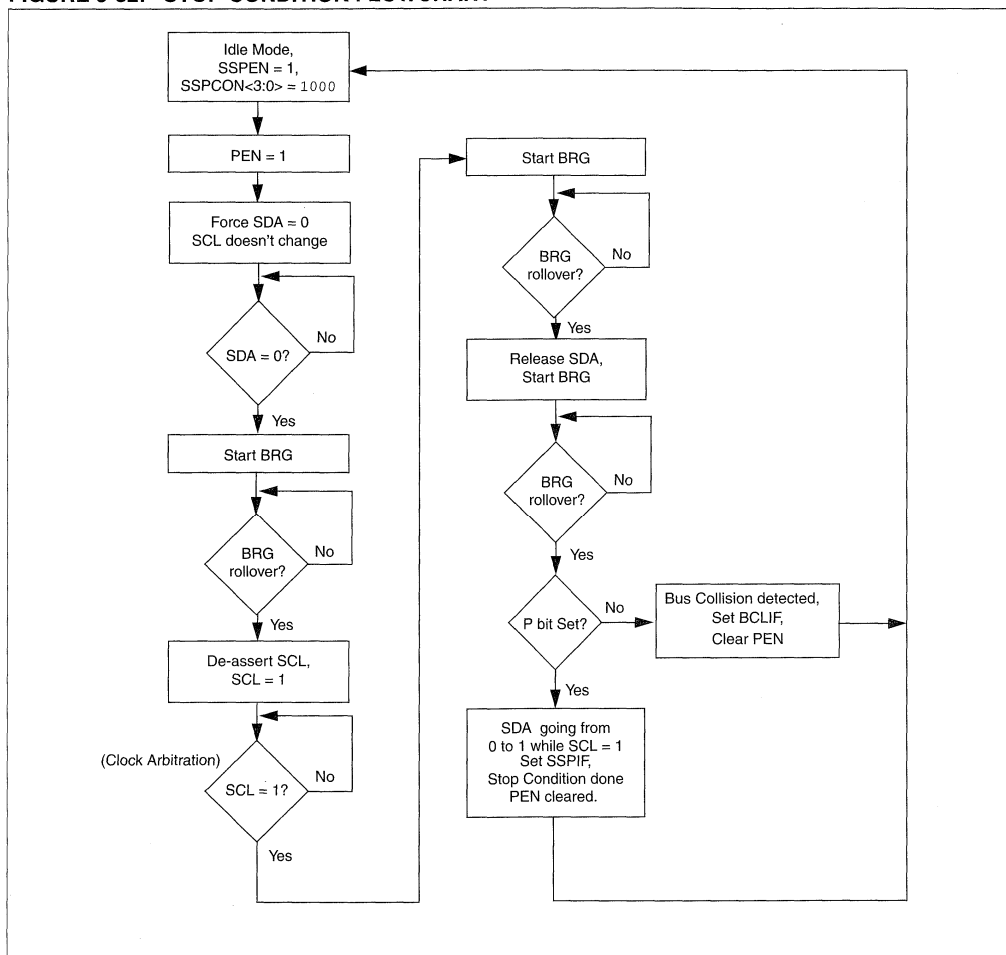 Idle Mode,
SSPEN = 1,
SSPCON<3:0> = 1000
PEN = 1
Force SDA = 0
SCL doesn't change
SDA = 0?
No
Yes
Start BRG
BRG
rollover?
No
Yes
De-assert SCL,
SCL = 1
(Clock Arbitration)
SCL = 1?
No
Yes
Start BRG
BRG
rollover?
No
Yes
Release SDA,
Start BRG
BRG
rollover?
No
Yes
P bit Set?
No
Bus Collision detected,
Set BCLIF,
Clear PEN
Yes
SDA going from
0 to 1 while SCL = 1
Set SSPIF,
Stop Condition done
PEN cleared.